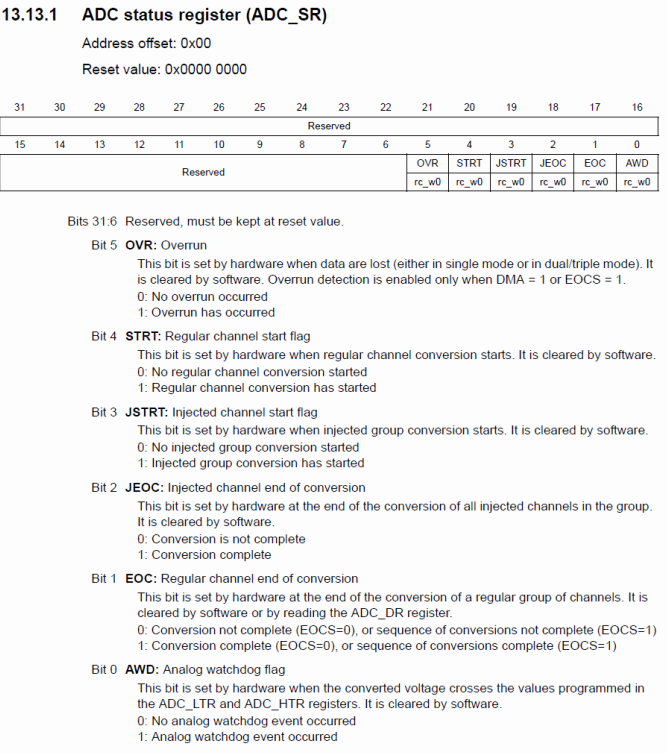 13.13.1 ADC status register (ADC_SR)
Address offset: 0x00
Reset value: 0x0000 0000
31 30 29 28 27 26 25 24 23 22 21 20 19 18 17 16
Reserved
15 14 13 12 11 10 9 8 7 6 5 4 3 2 1 0
Reserved OVR STRT JSTRT JEOC EOC AWD
rc_w0 rc_w0 rc_w0 rc_w0 rc_w0 rc_w0
Bits 31:6 Reserved, must be kept at reset value.
Bit 5 OVR: Overrun
This bit is set by hardware when data are lost (either in single mode or in dual/triple mode). It
is cleared by software. Overrun detection is enabled only when DMA = 1 or EOCS = 1.
0: No overrun occurred
1: Overrun has occurred
Bit 4 STRT: Regular channel start flag
This bit is set by hardware when regular channel conversion starts. It is cleared by software.
0: No regular channel conversion started
1: Regular channel conversion has started
Bit 3 JSTRT: Injected channel start flag
This bit is set by hardware when injected group conversion starts. It is cleared by software.
0: No injected group conversion started
1: Injected group conversion has started
Bit 2 JEOC: Injected channel end of conversion
This bit is set by hardware at the end of the conversion of all injected channels in the group.
It is cleared by software.
0: Conversion is not complete
1: Conversion complete
Bit 1 EOC: Regular channel end of conversion
This bit is set by hardware at the end of the conversion of a regular group of channels. It is
cleared by software or by reading the ADC_DR register.
0: Conversion not complete (EOCS=0), or sequence of conversions not complete (EOCS=1)
1: Conversion complete (EOCS=0), or sequence of conversions complete (EOCS=1)
Bit 0 AWD: Analog watchdog flag
This bit is set by hardware when the converted voltage crosses the values programmed in
the ADC_LTR and ADC_HTR registers. It is cleared by software.
0: No analog watchdog event occurred
1: Analog watchdog event occurred